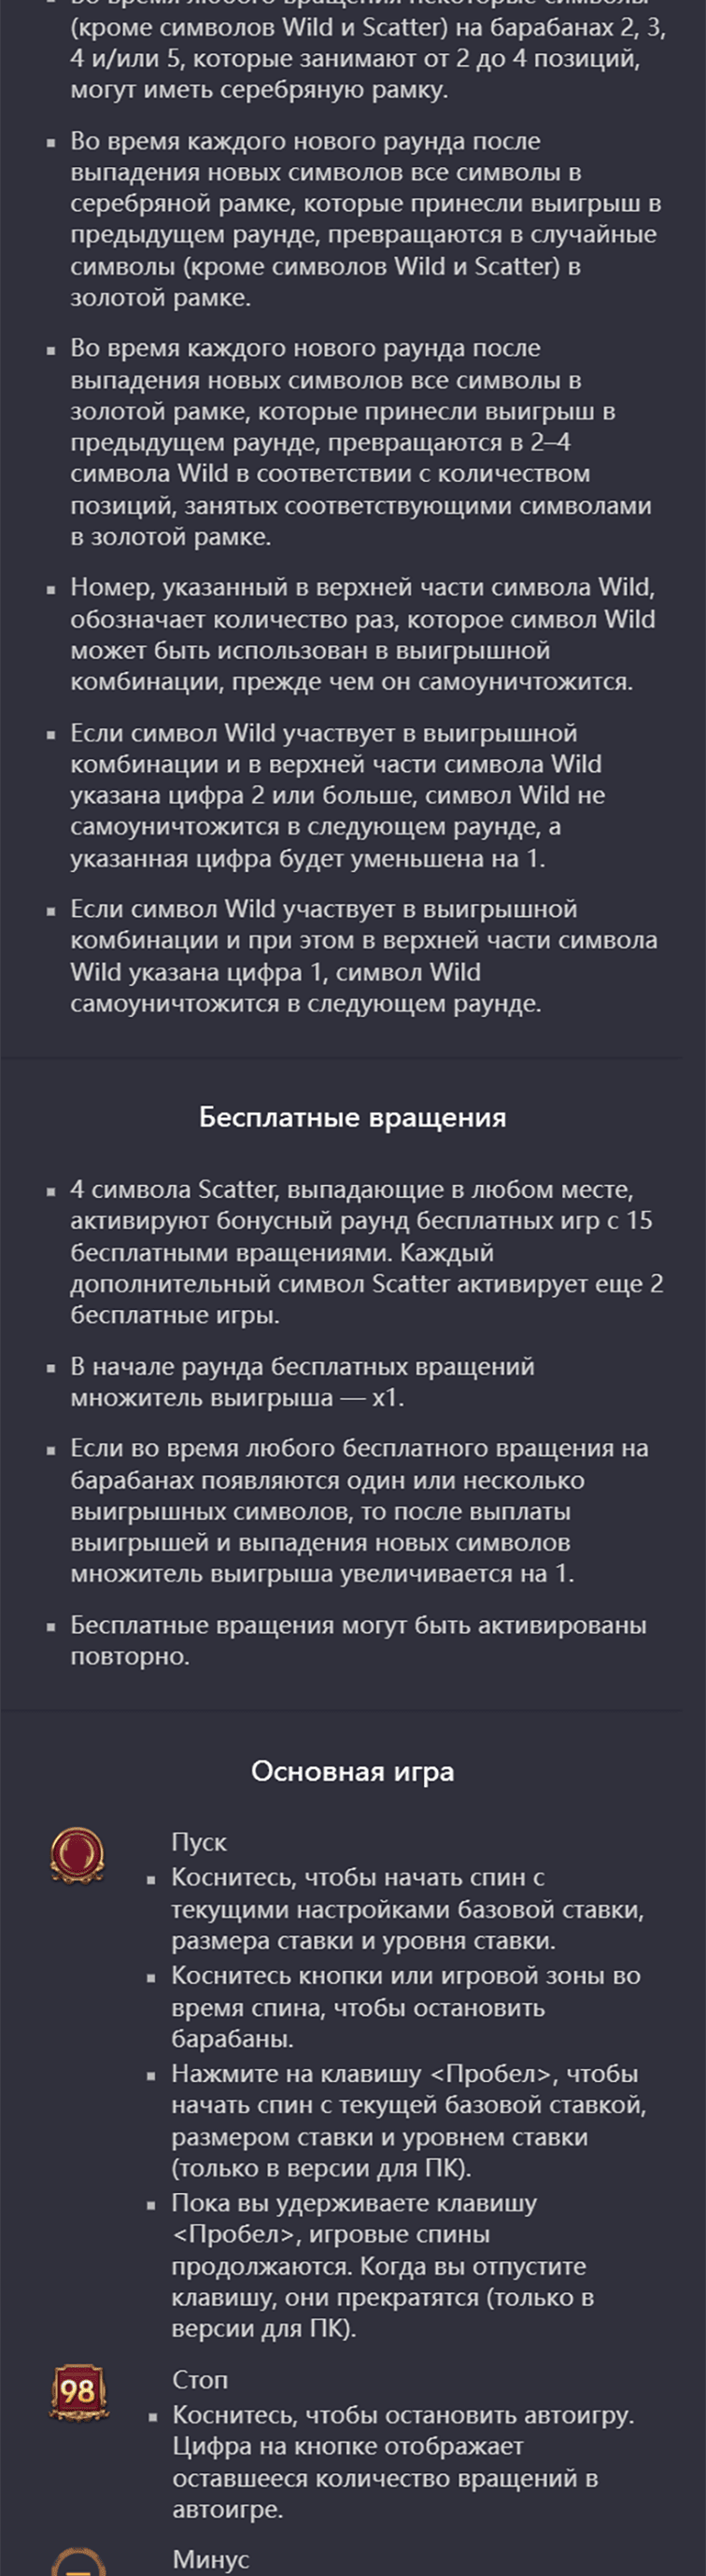 Во время любого вращения некоторые символы
(кроме символов Wild и Scatter) на барабанах 2, 3,
4 и/или 5, которые занимают от 2 до 4 позиций,
могут иметь серебряную рамку.
Во время каждого нового раунда после
выпадения новых символов все символы в
серебряной рамке, которые принесли выигрыш в
предыдущем раунде, превращаются в случайные
символы (кроме символов Wild и Scatter) в
золотой рамке.
Во время каждого нового раунда после
выпадения новых символов все символы в
золотой рамке, которые принесли выигрыш в
предыдущем раунде, превращаются в 2–4
символа Wild в соответствии с количеством
позиций, занятых соответствующими символами
в золотой рамке.
Номер, указанный в верхней части символа Wild,
обозначает количество раз, которое символ Wild
может быть использован в выигрышной
комбинации, прежде чем он самоуничтожится.
Если символ Wild участвует в выигрышной
комбинации и в верхней части символа Wild
указана цифра 2 или больше, символ Wild не
самоуничтожится в следующем раунде, а
указанная цифра будет уменьшена на 1.
Если символ Wild участвует в выигрышной
комбинации и при этом в верхней части символа
Wild указана цифра 1, символ Wild
самоуничтожится в следующем раунде.
Бесплатные вращения
4 символа Scatter, выпадающие в любом месте,
активируют бонусный раунд бесплатных игр с 15
бесплатными вращениями. Каждый
дополнительный символ Scatter активирует еще 2
бесплатные игры.
В начале раунда бесплатных вращений
множитель выигрыша — x1.
Если во время любого бесплатного вращения на
барабанах появляются один или несколько
выигрышных символов, то после выплаты
выигрышей и выпадения новых символов
множитель выигрыша увеличивается на 1.
Бесплатные вращения могут быть активированы
повторно.
Основная игра
Пуск
Коснитесь, чтобы начать спин с
текущими настройками базовой ставки,
размера ставки и уровня ставки.
Коснитесь кнопки или игровой зоны во
время спина, чтобы остановить
барабаны.
Нажмите на клавишу <Пробел>, чтобы
начать спин с текущей базовой ставкой,
размером ставки и уровнем ставки
(только в версии для ПК).
Пока вы удерживаете клавишу
<Пробел>, игровые спины
продолжаются. Когда вы отпустите
клавишу, они прекратятся (только в
версии для ПК).
98
Стоп
Коснитесь, чтобы остановить автоигру.
Цифра на кнопке отображает
оставшееся количество вращений в
автоигре.
Минус